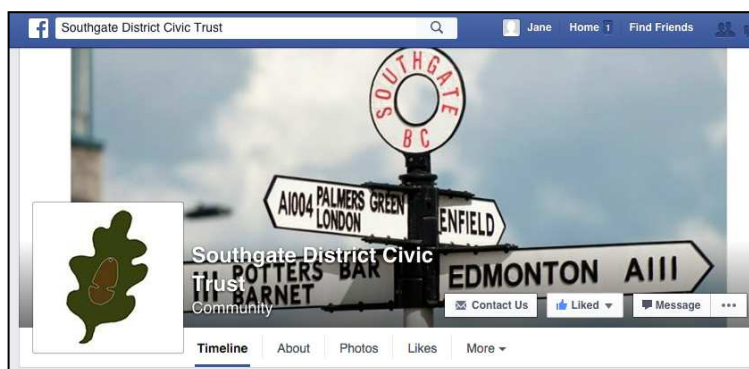 f
Southgate District Civic Trust
Jane
Home 1
Find Friends
SOUTHGATE
BC
A1004 PALMERS GREEN
LONDON
ENFIELD
POTTERS BAR
BARNET
EDMONTON A111
Southgate District Civic
Trust
Community
Contact Us
Liked
Message
Timeline
About
Photos
Likes
More